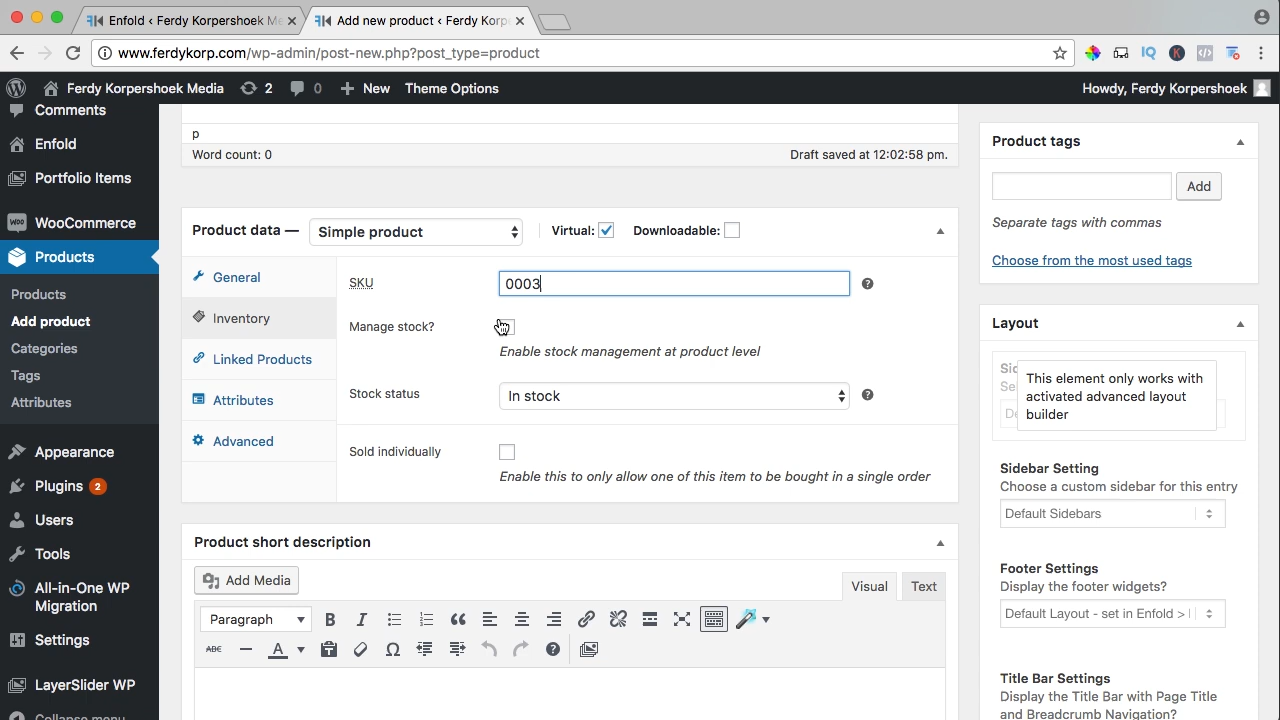 Enfold ‹ Ferdy Korpershoek Me
Add new product ‹ Ferdy Korp
www.ferdykorp.com/wp-admin/post-new.php?post_type=product
Ferdy Korpershoek Media
2
0
New
Theme Options
Howdy, Ferdy Korpershoek
Comments
Enfold
Portfolio Items
WooCommerce
Products
Products
Add product
Categories
Tags
Attributes
Appearance
Plugins 2
Users
Tools
All-in-One WP
Migration
Settings
LayerSlider WP
Collapse menu
p
Word count: 0
Draft saved at 12:02:58 pm.
Product data —
Simple product
Virtual:
Downloadable:
General
Inventory
Linked Products
Attributes
Advanced
SKU
0003
Manage stock?
Enable stock management at product level
Stock status
In stock
Sold individually
Enable this to only allow one of this item to be bought in a single order
Product short description
Add Media
Visual
Text
Paragraph
B
I
ABC
A
Product tags
Add
Separate tags with commas
Choose from the most used tags
Layout
This element only works with
activated advanced layout
builder
Sidebar Setting
Choose a custom sidebar for this entry
Default Sidebars
Footer Settings
Display the footer widgets?
Default Layout - set in Enfold >
Title Bar Settings
Display the Title Bar with Page Title
and Breadcrumb Navigation?